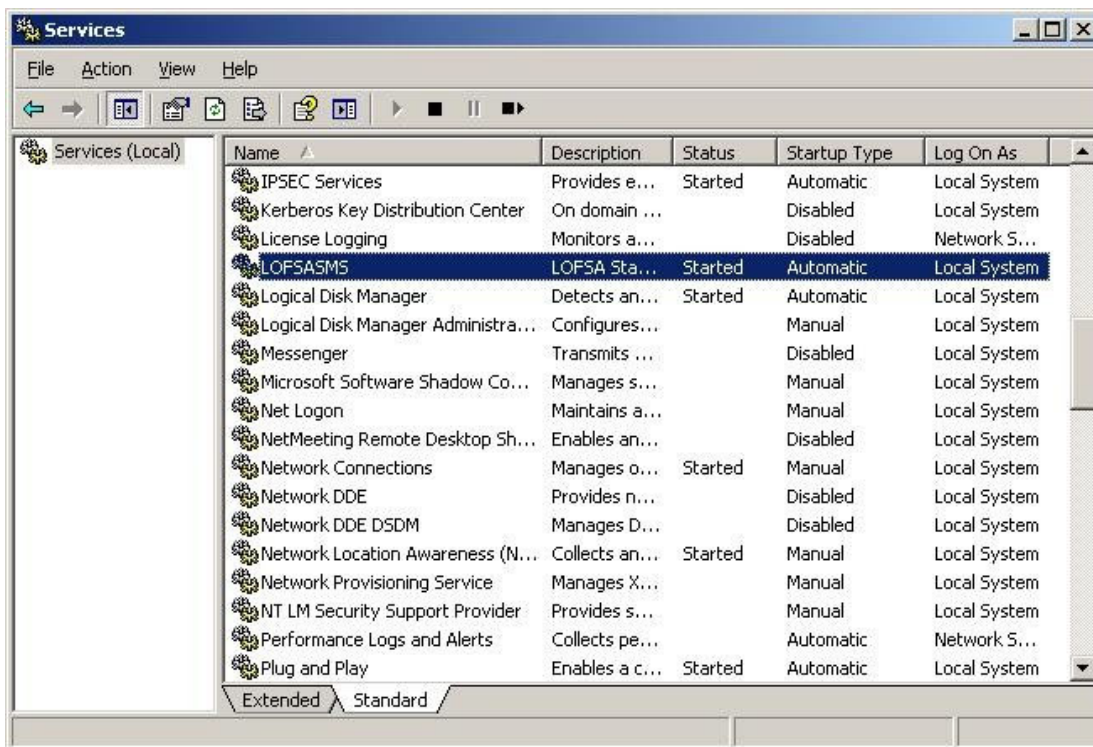 Services
File Action View Help
Services (Local)
Name Description Status Startup Type Log On As
IPSEC Services Provides e... Started Automatic Local System
Kerberos Key Distribution Center On domain ... Disabled Local System
License Logging Monitors a... Disabled Network S...
LOFSASMS LOFSA Sta... Started Automatic Local System
Logical Disk Manager Detects an... Started Automatic Local System
Logical Disk Manager Administra... Configures... Manual Local System
Messenger Transmits ... Disabled Local System
Microsoft Software Shadow Co... Manages s... Manual Local System
Net Logon Maintains a... Manual Local System
NetMeeting Remote Desktop Sh... Enables an... Disabled Local System
Network Connections Manages o... Started Manual Local System
Network DDE Provides n... Disabled Local System
Network DDE DSDM Manages D... Disabled Local System
Network Location Awareness (N... Collects an... Started Manual Local System
Network Provisioning Service Manages X... Manual Local System
NT LM Security Support Provider Provides s... Manual Local System
Performance Logs and Alerts Collects pe... Automatic Network S...
Plug and Play Enables a c... Started Automatic Local System
Extended Standard